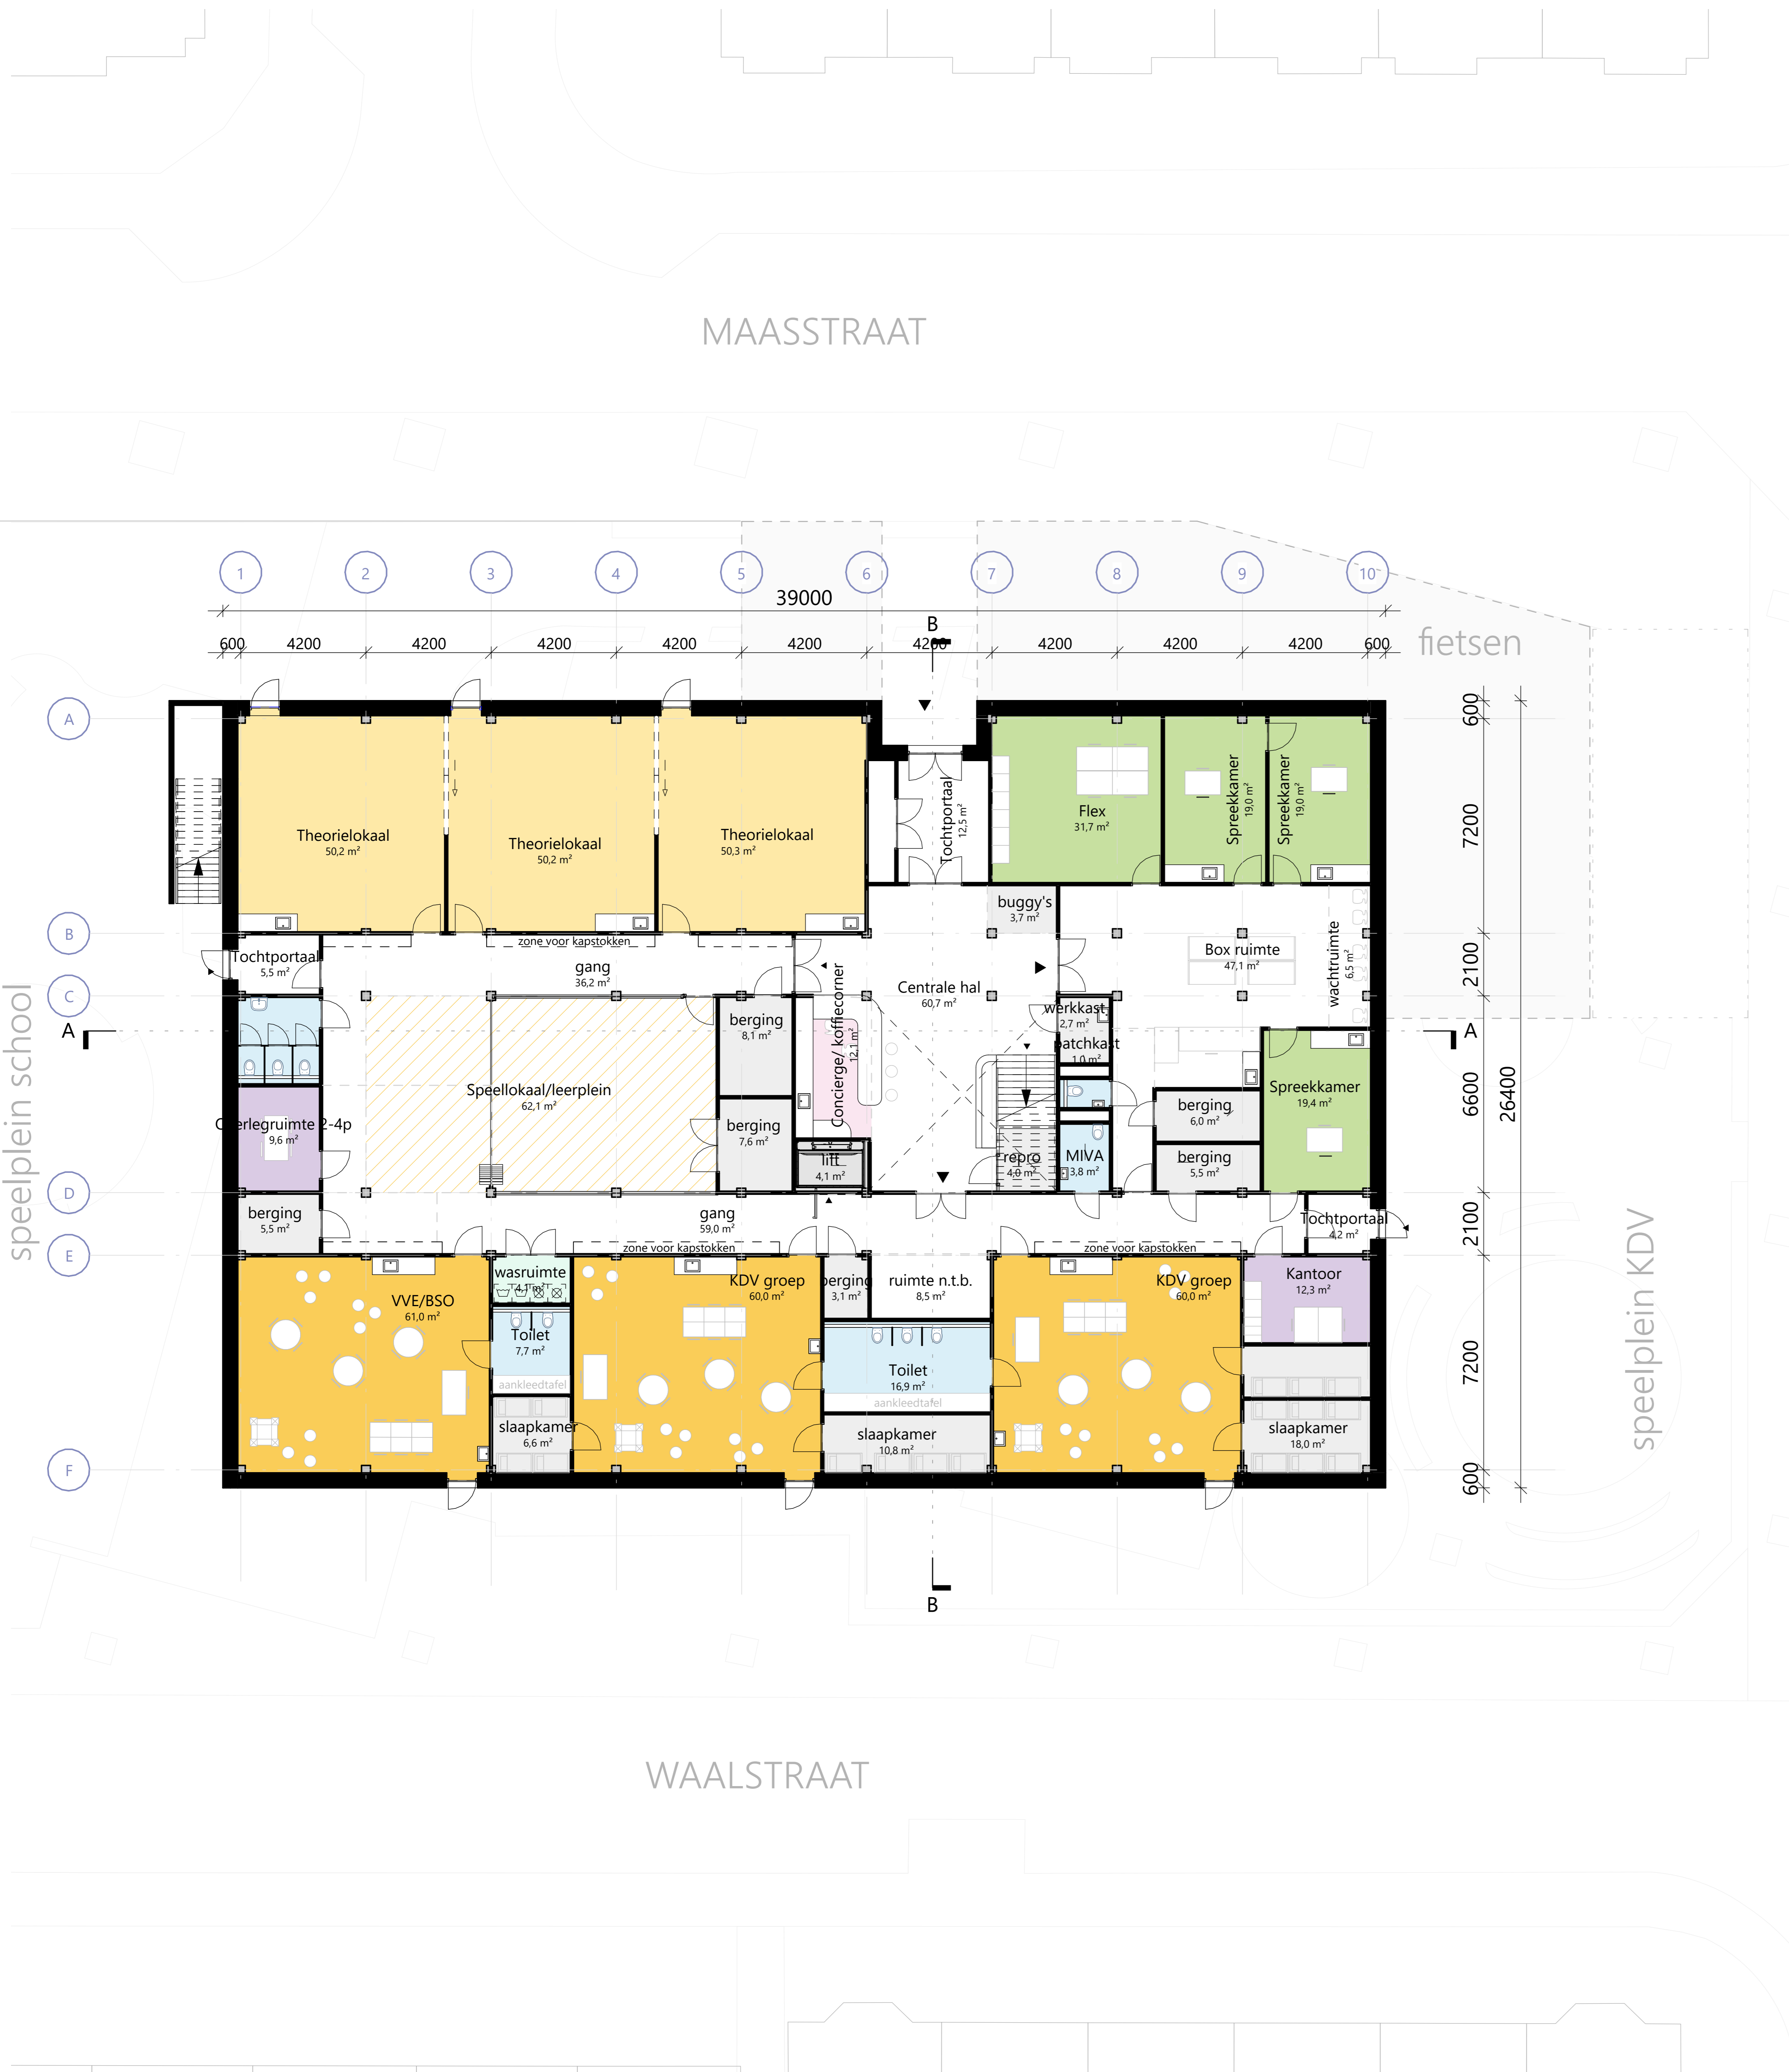 MAASSTRAAT
1
2
3
4
5
6
7
8
9
10
39000
B
fietsen
600
4200
4200
4200
4200
4200
4200
4200
4200
4200
600
A
B
C
D
E
F
A
A
600
7200
2100
6600
2100
7200
600
26400
Theorielokaal
50,2 m²
Theorielokaal
50,2 m²
Theorielokaal
50,3 m²
Tochtportaal
12,5 m²
Flex
31,7 m²
Spreekkamer
19,0 m²
Spreekkamer
19,0 m²
buggy's
3,7 m²
zone voor kapstokken
Tochtportaal
5,5 m²
gang
36,2 m²
Centrale hal
60,7 m²
Box ruimte
47,1 m²
wachtruimte
6,5 m²
berging
8,1 m²
Concierge/ koffiecorner
12,1 m²
werkkast
2,7 m²
patchkast
1,0 m²
Speellokaal/leerplein
62,1 m²
Spreekkamer
19,4 m²
berging
6,0 m²
Overlegruimte 2-4p
9,6 m²
berging
7,6 m²
lift
4,1 m²
repro
4,0 m²
MIVA
3,8 m²
berging
5,5 m²
berging
5,5 m²
gang
59,0 m²
Tochtportaal
4,2 m²
zone voor kapstokken
zone voor kapstokken
VVE/BSO
61,0 m²
wasruimte
4,1 m²
KDV groep
60,0 m²
berging
3,1 m²
ruimte n.t.b.
8,5 m²
KDV groep
60,0 m²
Kantoor
12,3 m²
Toilet
7,7 m²
aankleedtafel
Toilet
16,9 m²
aankleedtafel
slaapkamer
6,6 m²
slaapkamer
10,8 m²
slaapkamer
18,0 m²
speelplein school
speelplein KDV
B
WAALSTRAAT